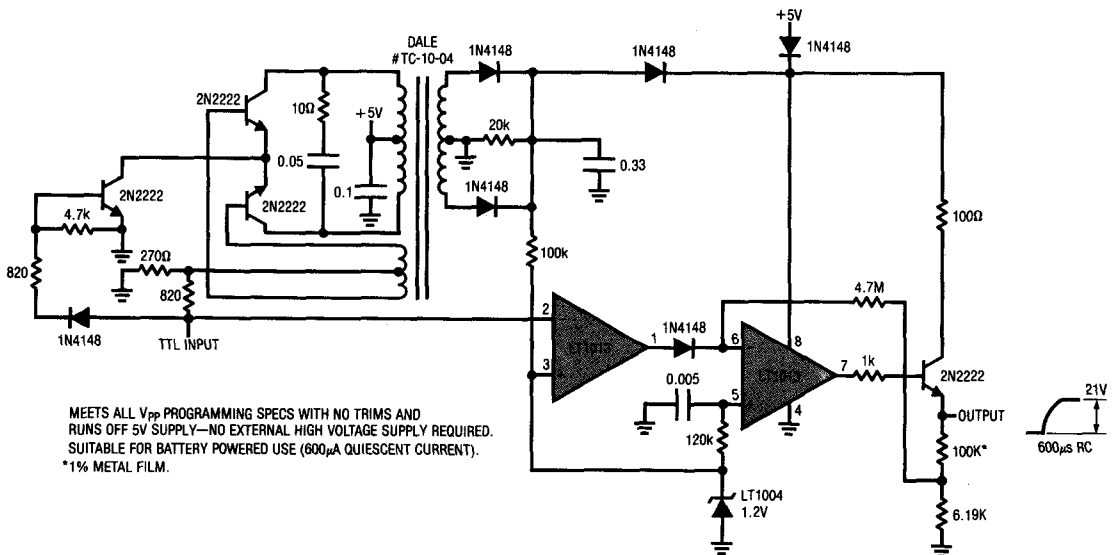 +5V
DALE
#TC-10-04
1N4148
1N4148
1N4148
2N2222
10Ω
+5V
20k
0.05
0.33
2N2222
0.1
1N4148
2N2222
4.7k
100Ω
270Ω
100k
820
820
4.7M
1N4148
TTL INPUT
2
3
1
LT1013
1N4148
6
5
8
LT1013
4
7
1k
2N2222
0.005
120k
OUTPUT
21V
600µs RC
100K*
LT1004
1.2V
6.19K
MEETS ALL VPP PROGRAMMING SPECS WITH NO TRIMS AND
RUNS OFF 5V SUPPLY—NO EXTERNAL HIGH VOLTAGE SUPPLY REQUIRED.
SUITABLE FOR BATTERY POWERED USE (600µA QUIESCENT CURRENT).
*1% METAL FILM.